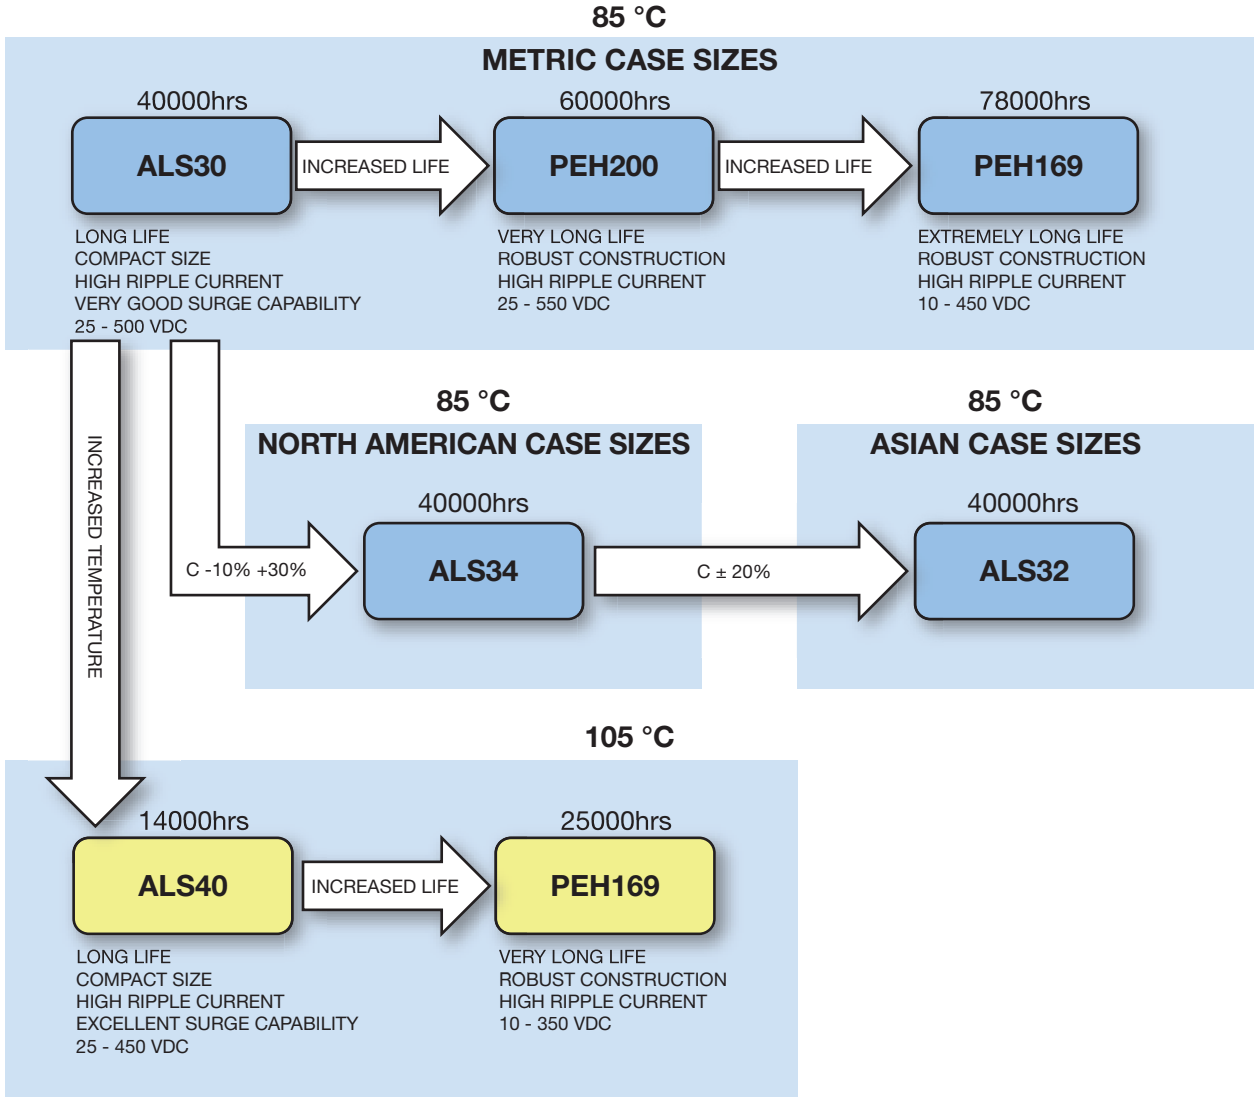 85 °C
METRIC CASE SIZES
40000hrs
60000hrs
78000hrs
ALS30
INCREASED LIFE
PEH200
INCREASED LIFE
PEH169
LONG LIFE
COMPACT SIZE
HIGH RIPPLE CURRENT
VERY GOOD SURGE CAPABILITY
25 - 500 VDC
VERY LONG LIFE
ROBUST CONSTRUCTION
HIGH RIPPLE CURRENT
25 - 550 VDC
EXTREMELY LONG LIFE
ROBUST CONSTRUCTION
HIGH RIPPLE CURRENT
10 - 450 VDC
INCREASED TEMPERATURE
85 °C
NORTH AMERICAN CASE SIZES
40000hrs
C -10% +30%
ALS34
C ± 20%
85 °C
ASIAN CASE SIZES
40000hrs
ALS32
105 °C
14000hrs
25000hrs
ALS40
INCREASED LIFE
PEH169
LONG LIFE
COMPACT SIZE
HIGH RIPPLE CURRENT
EXCELLENT SURGE CAPABILITY
25 - 450 VDC
VERY LONG LIFE
ROBUST CONSTRUCTION
HIGH RIPPLE CURRENT
10 - 350 VDC